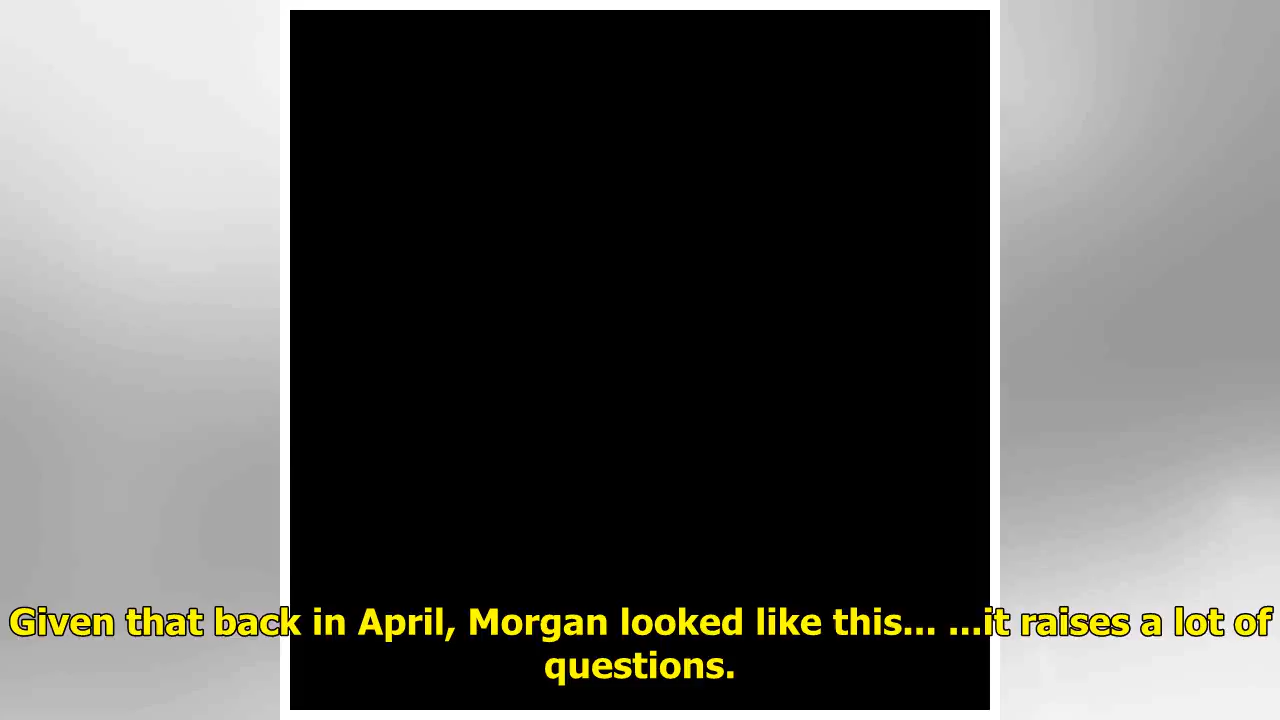 Given that back in April, Morgan looked like this... ...it raises a lot of
questions.